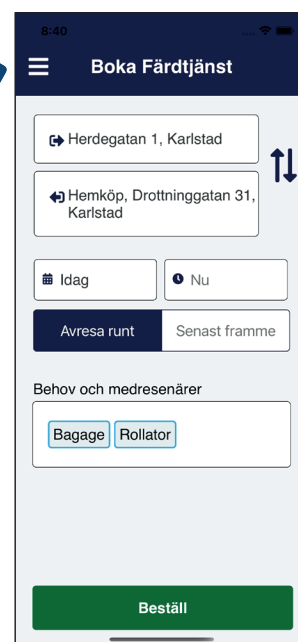 8:40
Boka Färdtjänst
Herdegatan 1, Karlstad
Hemköp, Drottninggatan 31,
Karlstad
Idag
Nu
Avresa runt
Senast framme
Behov och medresenärer
Bagage
Rollator
Beställ